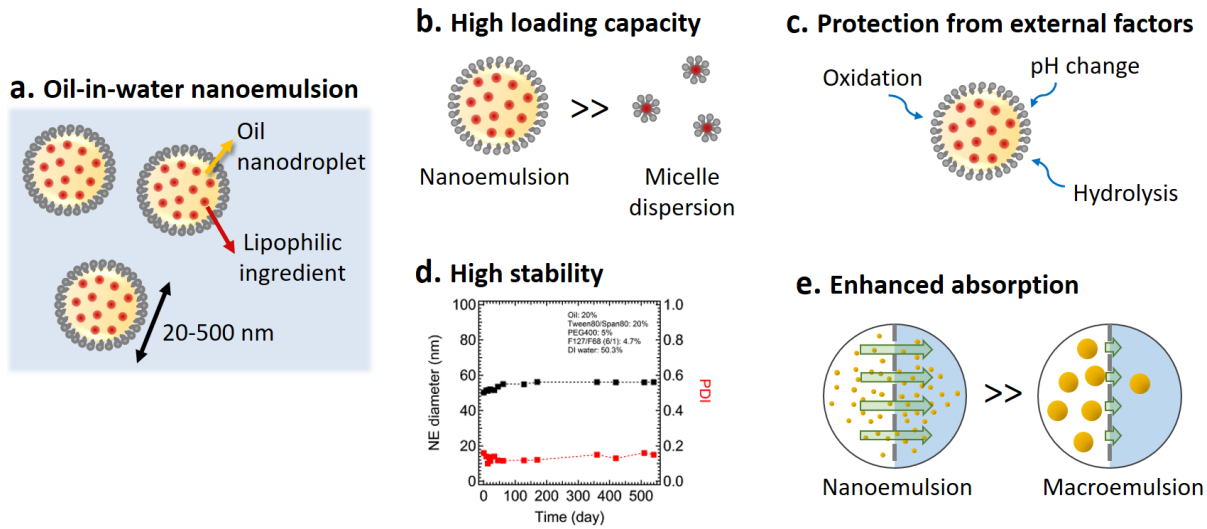 a. Oil-in-water nanoemulsion
Oil
nanodroplet
Lipophilic
ingredient
20-500 nm
b. High loading capacity
>>
Nanoemulsion
Micelle
dispersion
c. Protection from external factors
Oxidation
pH change
Hydrolysis
d. High stability
100
80
60
40
20
0
NE diameter (nm)
Oil: 20%
Tween80/Span80: 20%
PEG400: 5%
F127/F68 (6/1): 4.7%
DI water: 50.3%
1.0
0.8
0.6
0.4
0.2
0.0
PDI
0 100 200 300 400 500
Time (day)
e. Enhanced absorption
>>
Nanoemulsion
Macroemulsion